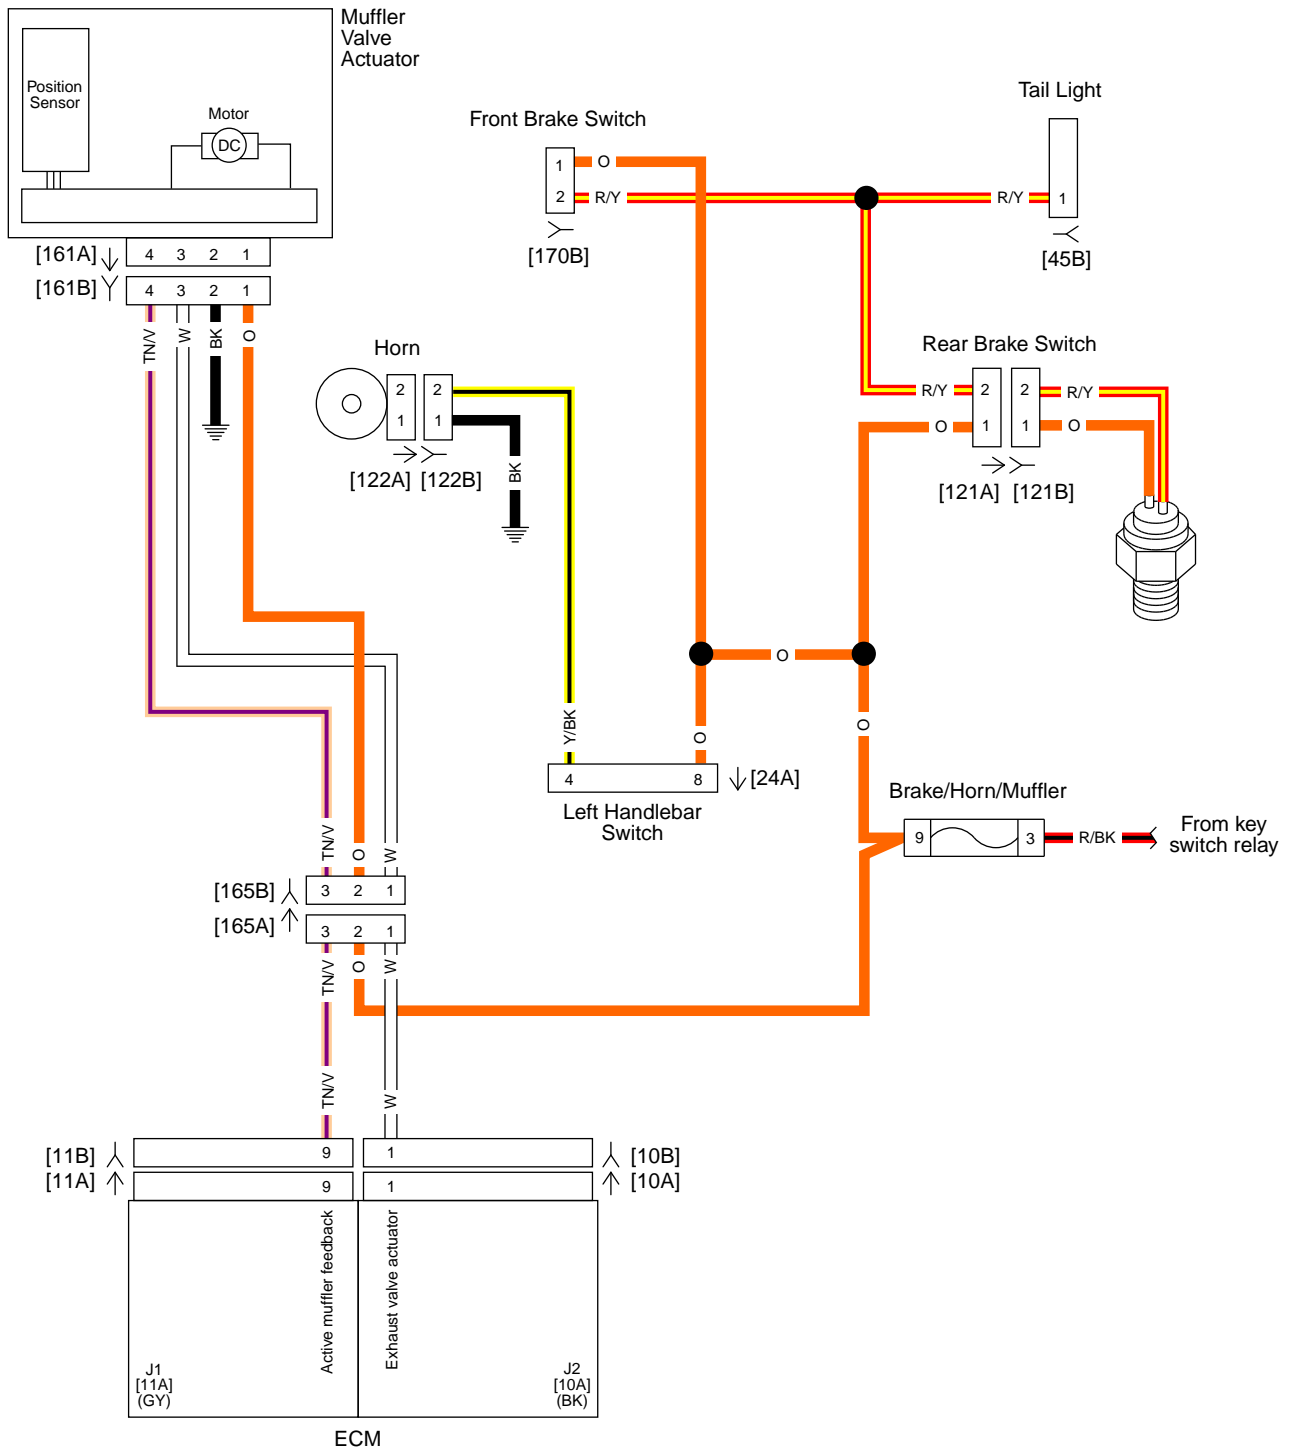 Muffler
Valve
Actuator
Position
Sensor
Motor
DC
[161A]
4 3 2 1
[161B]
4 3 2 1
TN/V
W
BK
O
Front Brake Switch
1
O
2
R/Y
[170B]
Tail Light
R/Y
1
[45B]
Horn
2 2
1 1
[122A] [122B]
BK
Y/BK
Rear Brake Switch
R/Y
2 2
R/Y
O
1 1
O
[121A] [121B]
O
O
O
4 8
[24A]
Left Handlebar
Switch
Brake/Horn/Muffler
9 3
R/BK
From key
switch relay
TN/V
O
W
[165B]
3 2 1
[165A]
3 2 1
TN/V
O
W
TN/V
W
[11B]
9 1
[10B]
[11A]
9 1
[10A]
Active muffler feedback
Exhaust valve actuator
J1
[11A]
(GY)
J2
[10A]
(BK)
ECM